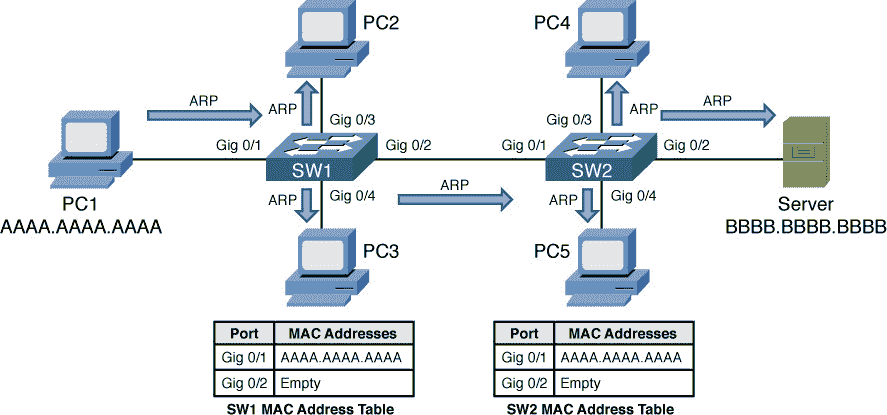 PC2
PC4
ARP
ARP
Gig 0/3
ARP
ARP
Gig 0/3
Gig 0/1
Gig 0/2
Gig 0/1
Gig 0/2
SW1
SW2
PC1
AAAA.AAAA.AAAA
ARP
Gig 0/4
ARP
ARP
Gig 0/4
Server
BBBB.BBBB.BBBB
PC3
PC5
Port MAC Addresses
Gig 0/1 AAAA.AAAA.AAAA
Gig 0/2 Empty
SW1 MAC Address Table
Port MAC Addresses
Gig 0/1 AAAA.AAAA.AAAA
Gig 0/2 Empty
SW2 MAC Address Table